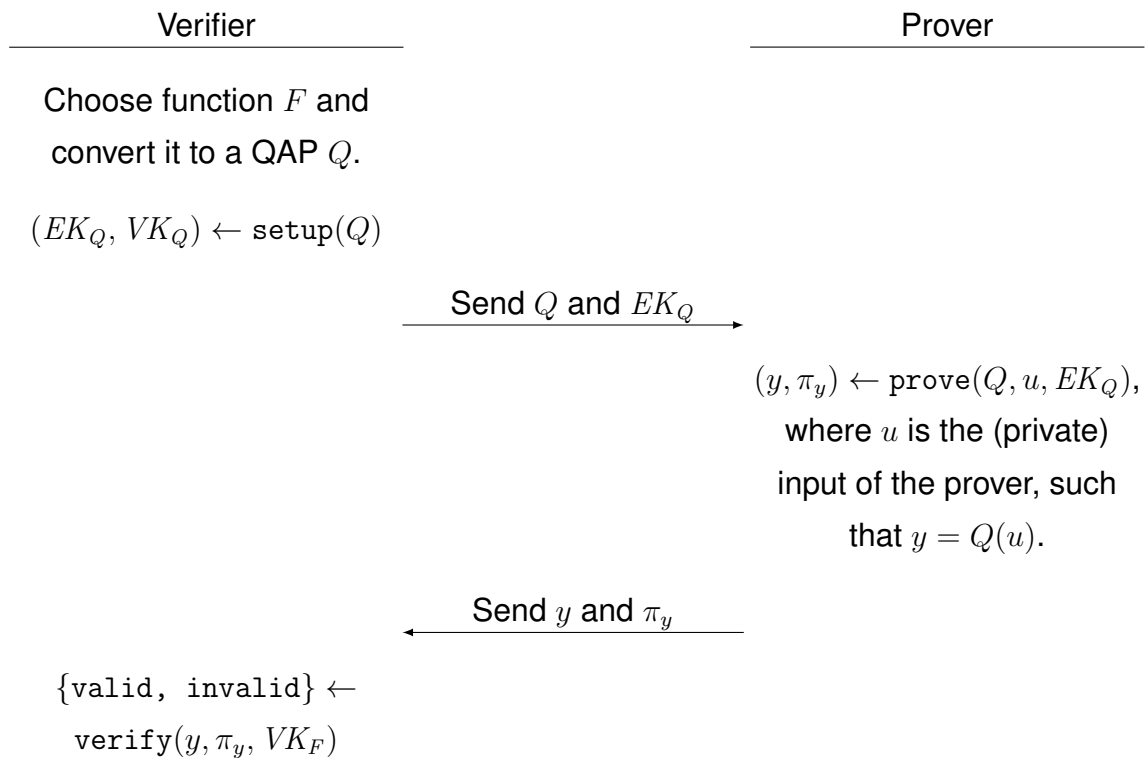 Verifier
Prover
Choose function F and
convert it to a QAP Q.
(EK_Q, VK_Q) ← setup(Q)
Send Q and EK_Q
(y, π_y) ← prove(Q, u, EK_Q),
where u is the (private)
input of the prover, such
that y = Q(u).
Send y and π_y
{valid, invalid} ←
verify(y, π_y, VK_F)